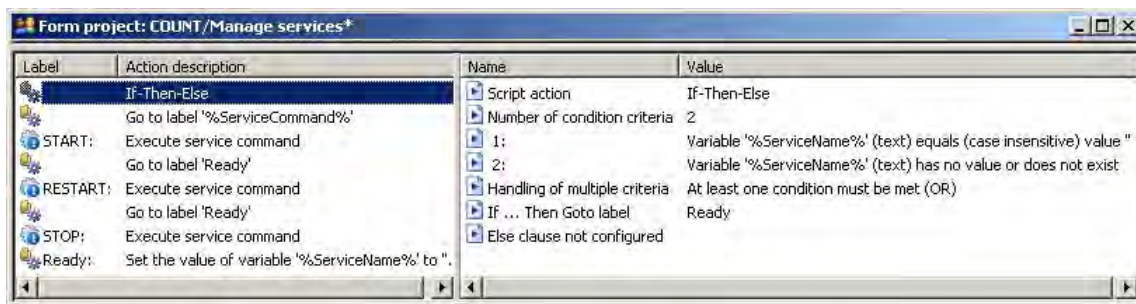 Form project: COUNT/Manage services*
Label Action description
If-Then-Else
Go to label '%ServiceCommand%'
START: Execute service command
Go to label 'Ready'
RESTART: Execute service command
Go to label 'Ready'
STOP: Execute service command
Ready: Set the value of variable '%ServiceName%' to ''.
Name Value
Script action If-Then-Else
Number of condition criteria 2
1: Variable '%ServiceName%' (text) equals (case insensitive) value ''
2: Variable '%ServiceName%' (text) has no value or does not exist
Handling of multiple criteria At least one condition must be met (OR)
If ... Then Goto label Ready
Else clause not configured